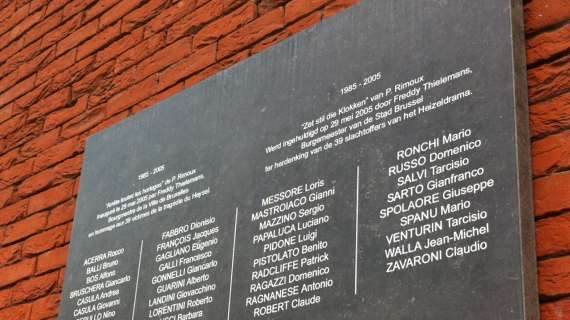 1985 - 2005
"Arrête toutes les horloges" de P. Rimoux
Inauguré le 29 mai 2005 par Freddy Thielemans,
Bourgmestre de la Ville de Bruxelles
en hommage aux 39 victimes de la tragédie du Heysel
1985 - 2005
"Zet stil die Klokken" van P. Rimoux
Werd ingehuldigd op 29 mei 2005 door Freddy Thielemans,
Burgemeester van de Stad Brussel
ter herdenking van de 39 slachtoffers van het Heizeldrama.
ACERRA Rocco
BALLI Bruno
BOS Alfons
BRUSCHERA Giancarlo
CASULA Andrea
CASULA Giovanni
Nino
FABBRO Dionisio
FRANÇOIS Jacques
GAGLIANO Eugenio
GALLI Francesco
GONNELLI Giancarlo
GUARINI Alberto
LANDINI Giovacchino
LORENTINI Roberto
Barbara
MESSORE Loris
MASTROIACO Gianni
MAZZINO Sergio
PAPALUCA Luciano
PIDONE Luigi
PISTOLATO Benito
RADCLIFFE Patrick
RAGAZZI Domenico
RAGNANESE Antonio
ROBERT Claude
RONCHI Mario
RUSSO Domenico
SALVI Tarcisio
SARTO Gianfranco
SPOLAORE Giuseppe
SPANU Mario
VENTURIN Tarcisio
WALLA Jean-Michel
ZAVARONI Claudio